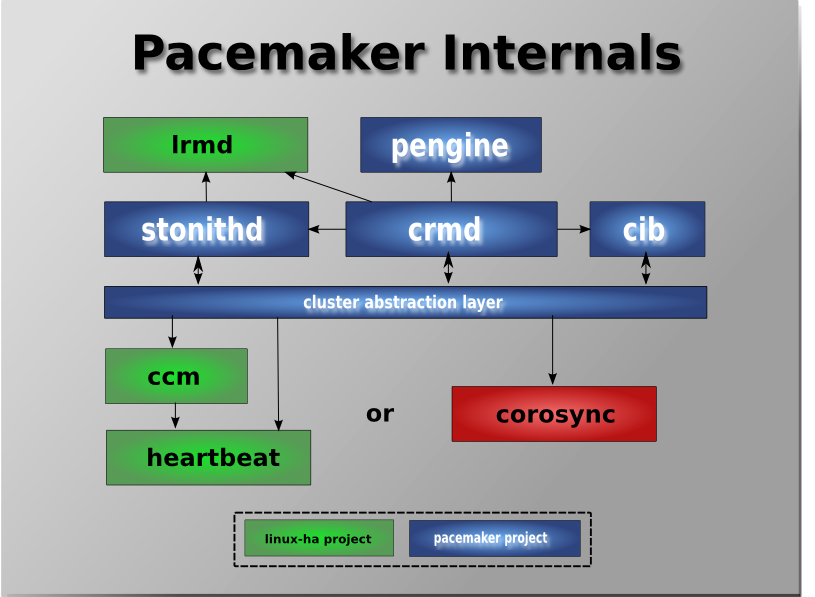 Pacemaker Internals
lrmd
pengine
stonithd
crmd
cib
cluster abstraction layer
ccm
or
corosync
heartbeat
linux-ha project
pacemaker project